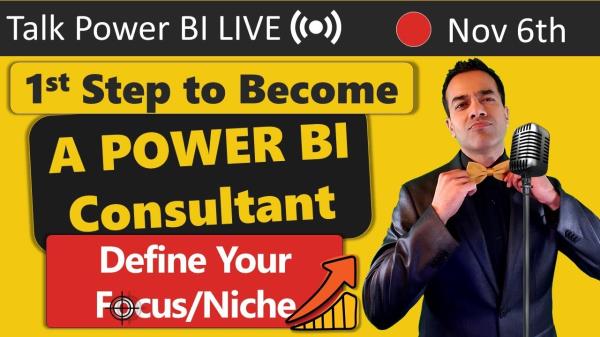 Talk Power BI LIVE
Nov 6th
1st Step to Become
A POWER BI
Consultant
Define Your
Focus/Niche